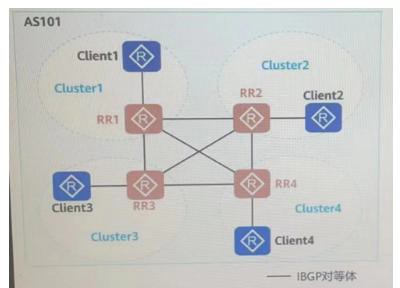 AS101
Client1
Cluster1
Cluster2
RR2
Client2
RR1
RR4
Client3
RR3
Cluster4
Cluster3
Client4
IBGP对等体